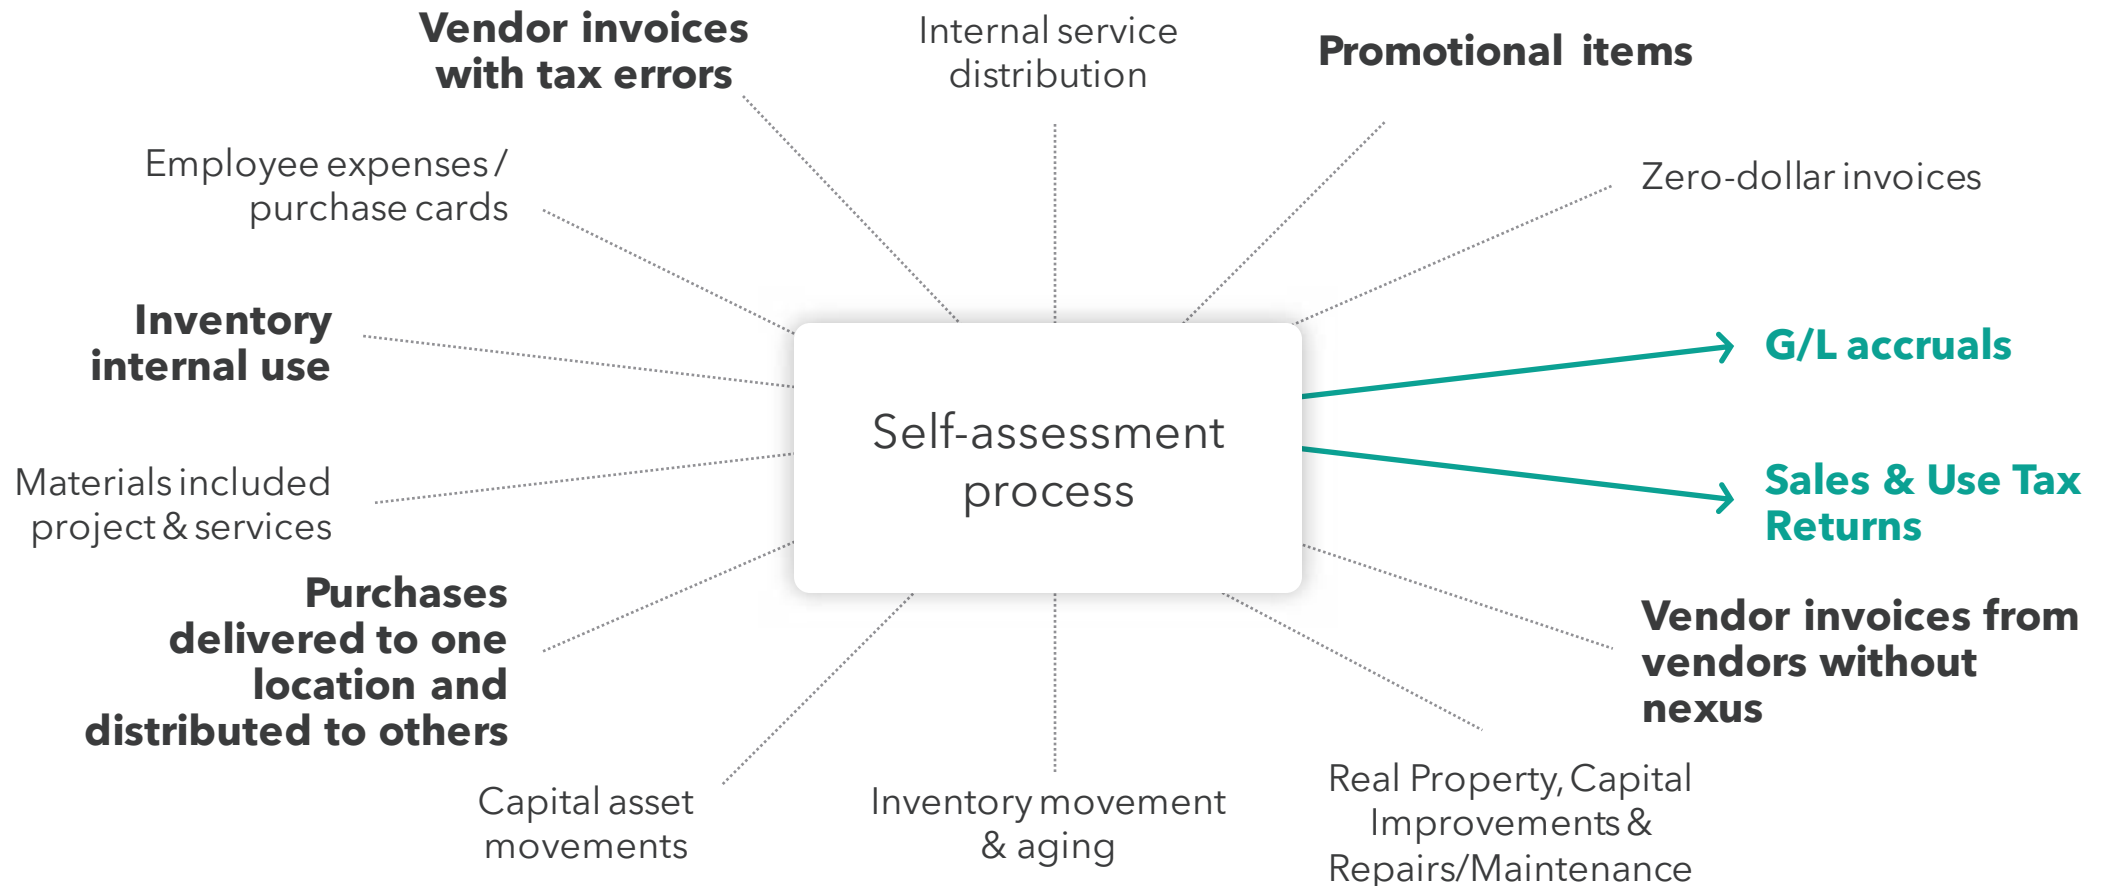 Vendor invoices
with tax errors
Internal service
distribution
Promotional items
Employee expenses /
purchase cards
Zero-dollar invoices
Inventory
internal use
G/L accruals
Self-assessment
process
Materials included
project & services
Sales & Use Tax
Returns
Purchases
delivered to one
location and
distributed to others
Vendor invoices from
vendors without
nexus
Capital asset
movements
Inventory movement
& aging
Real Property, Capital
Improvements &
Repairs/Maintenance